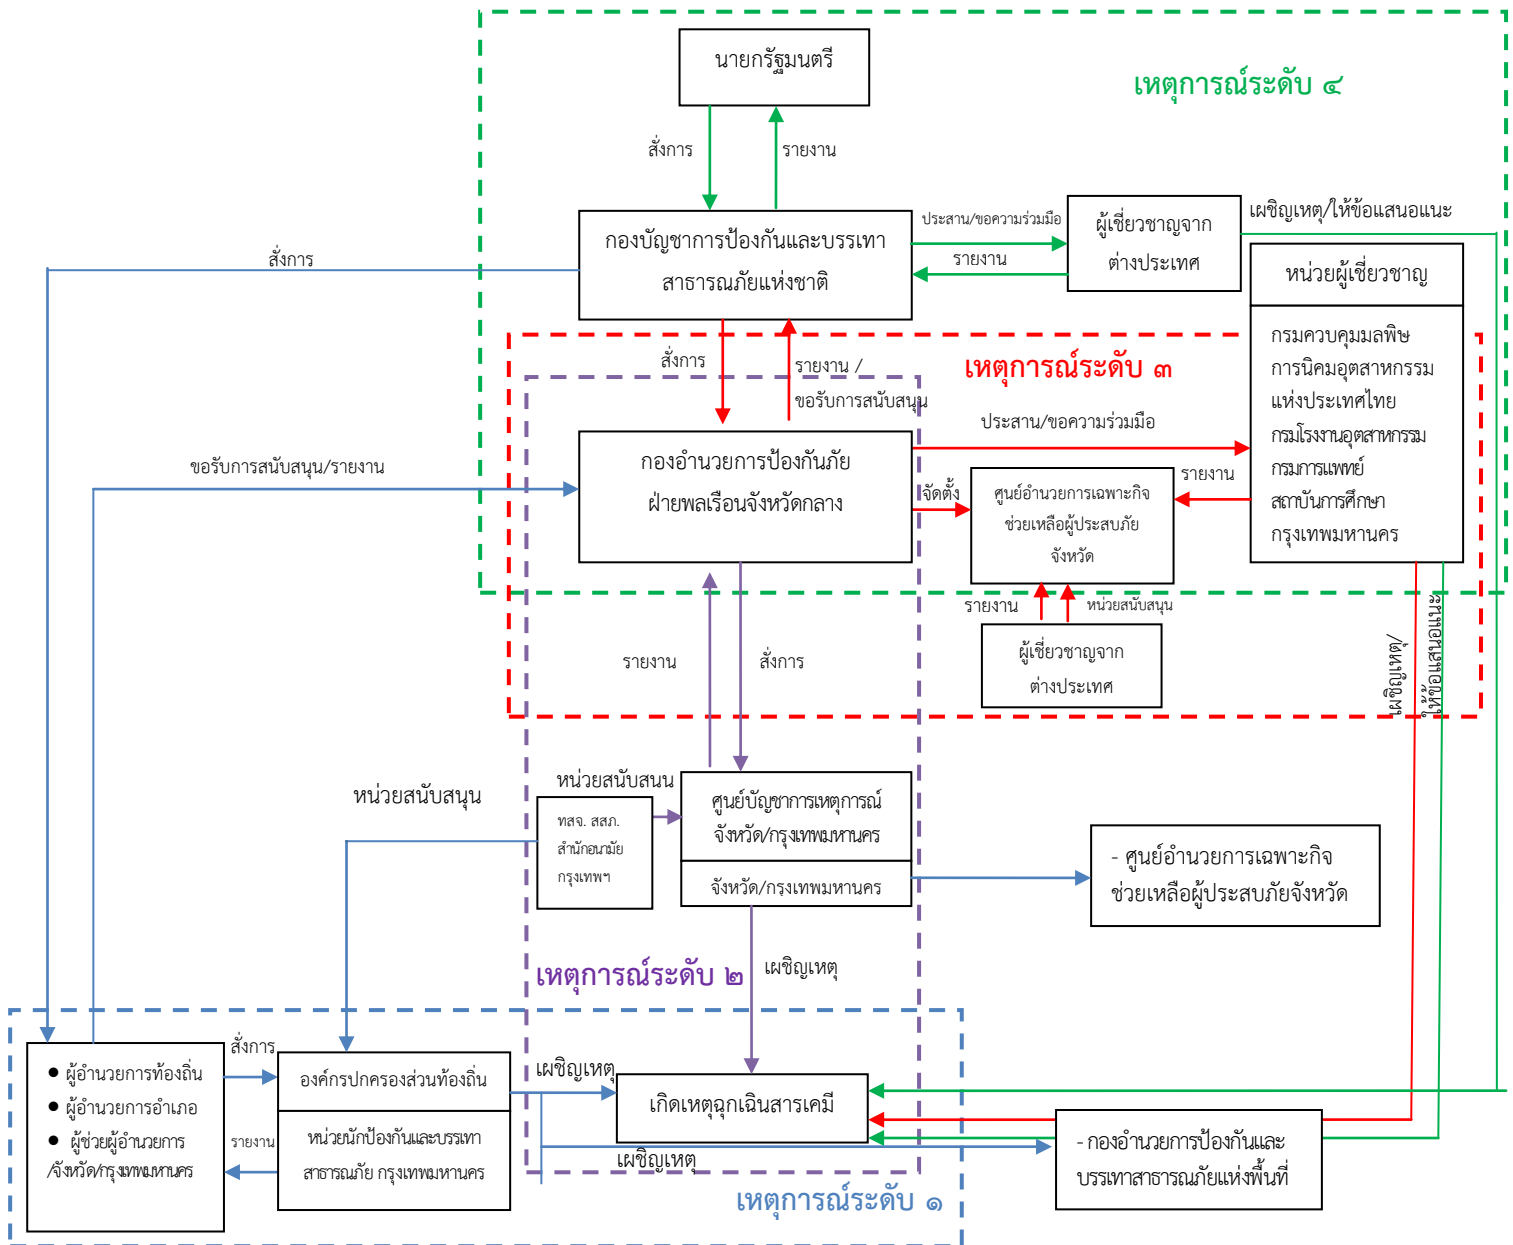 นายกรัฐมนตรี
เหตุการณ์ระดับ ๔
สั่งการ
รายงาน
กองบัญชาการป้องกันและบรรเทา
สาธารณภัยแห่งชาติ
ประสาน/ขอความร่วมมือ
รายงาน
ผู้เชี่ยวชาญจาก
ต่างประเทศ
เผชิญเหตุ/ให้ข้อแสนอแนะ
สั่งการ
หน่วยผู้เชี่ยวชาญ
กรมควบคุมมลพิษ
การนิคมอุตสาหกรรม
แห่งประเทศไทย
กรมโรงงานอุตสาหกรรม
กรมการแพทย์
สถาบันการศึกษา
กรุงเทพมหานคร
เหตุการณ์ระดับ ๓
สั่งการ
รายงาน /
ขอรับการสนับสนุน
ประสาน/ขอความร่วมมือ
กองอำนวยการป้องกันภัย
ฝ่ายพลเรือนจังหวัดกลาง
ขอรับการสนับสนุน/รายงาน
จัดตั้ง
ศูนย์อำนวยการเฉพาะกิจ
ช่วยเหลือผู้ประสบภัย
จังหวัด
รายงาน
รายงาน
หน่วยสนับสนุน
ผู้เชี่ยวชาญจาก
ต่างประเทศ
เผชิญเหตุ/
ให้ข้อแสนอแนะ
รายงาน
สั่งการ
หน่วยสนับสนุน
หน่วยสนับสนน
ทสจ. สสภ.
สำนักอนามัย
กรุงเทพฯ
ศูนย์บัญชาการเหตุการณ์
จังหวัด/กรุงเทพมหานคร
จังหวัด/กรุงเทพมหานคร
- ศูนย์อำนวยการเฉพาะกิจ
ช่วยเหลือผู้ประสบภัยจังหวัด
เผชิญเหตุ
เหตุการณ์ระดับ ๒
● ผู้อำนวยการท้องถิ่น
● ผู้อำนวยการอำเภอ
● ผู้ช่วยผู้อำนวยการ
/จังหวัด/กรุงเทพมหานคร
สั่งการ
รายงาน
องค์กรปกครองส่วนท้องถิ่น
หน่วยนักป้องกันและบรรเทา
สาธารณภัย กรุงเทพมหานคร
เผชิญเหตุ
เกิดเหตุฉุกเฉินสารเคมี
เผชิญเหตุ
- กองอำนวยการป้องกันและ
บรรเทาสาธารณภัยแห่งพื้นที่
เหตุการณ์ระดับ ๑